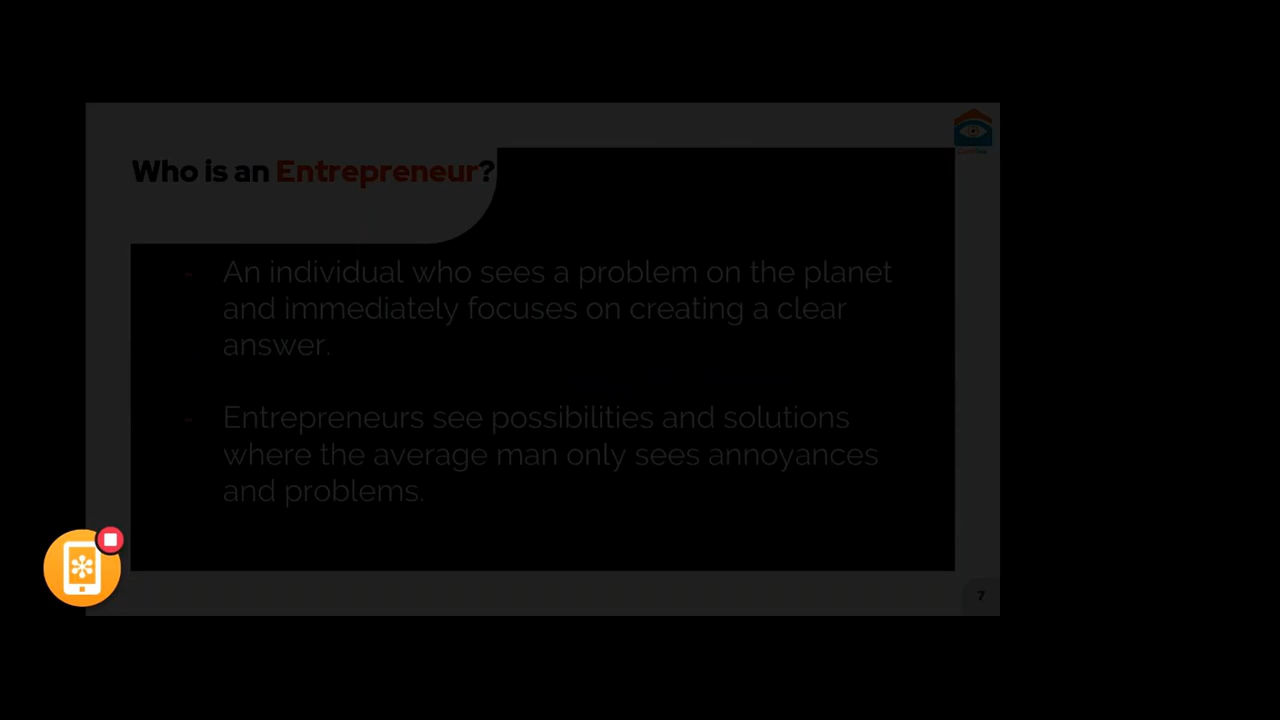 Who is an Entrepreneur?
- An individual who sees a problem on the planet
and immediately focuses on creating a clear
answer.
- Entrepreneurs see possibilities and solutions
where the average man only sees annoyances
and problems.
7